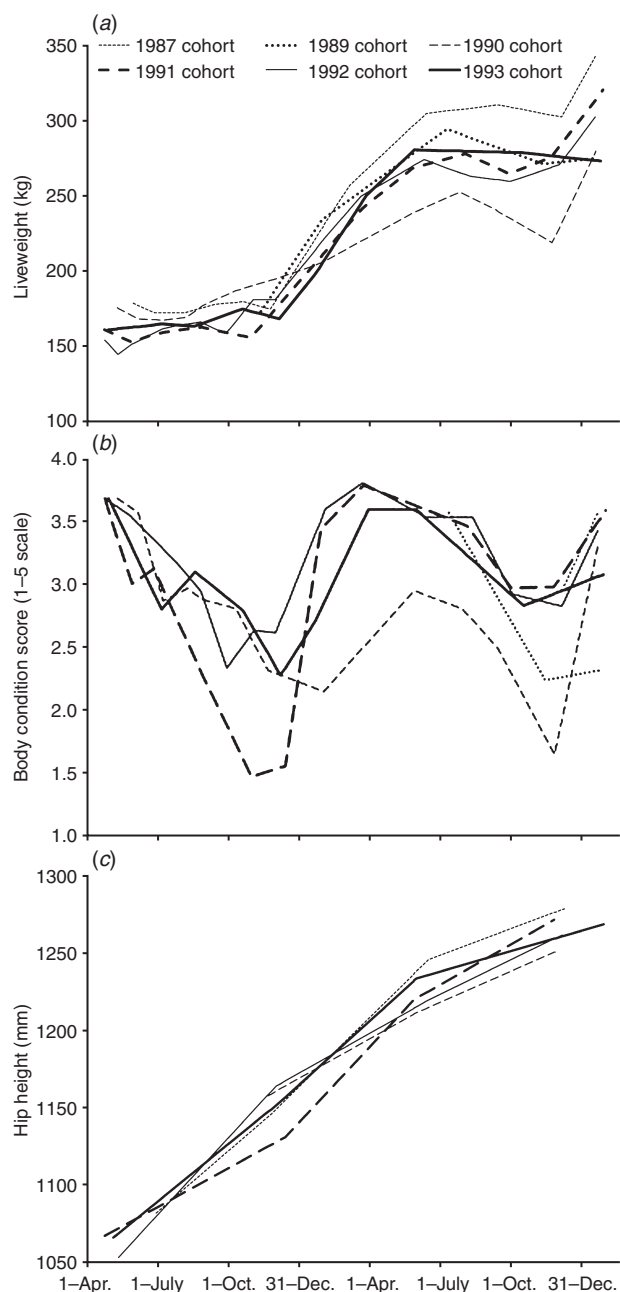 (a)
1987 cohort 1989 cohort 1990 cohort
1991 cohort 1992 cohort 1993 cohort
350
300
250
200
150
100
Liveweight (kg)
(b)
4.0
3.5
3.0
2.5
2.0
1.5
1.0
Body condition score (1–5 scale)
(c)
1300
1250
1200
1150
1100
1050
Hip height (mm)
1–Apr. 1–July 1–Oct. 31–Dec. 1–Apr. 1–July 1–Oct. 31–Dec.